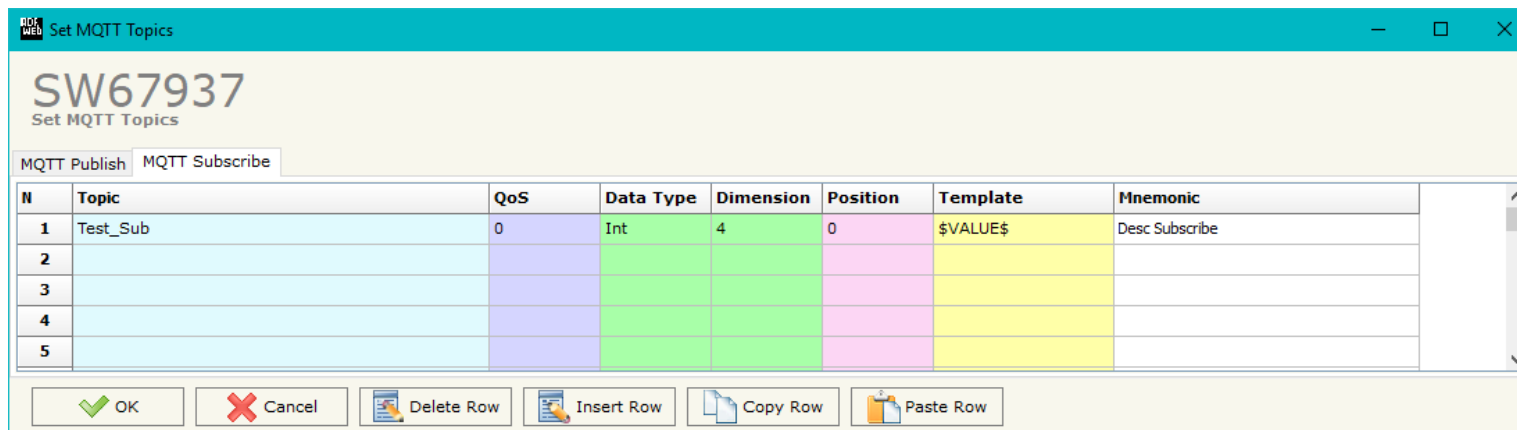 ADF WEB Set MQTT Topics
SW67937
Set MQTT Topics
MQTT Publish MQTT Subscribe
N Topic QoS Data Type Dimension Position Template Mnemonic
1 Test_Sub 0 Int 4 0 $VALUE$ Desc Subscribe
2
3
4
5
OK Cancel Delete Row Insert Row Copy Row Paste Row